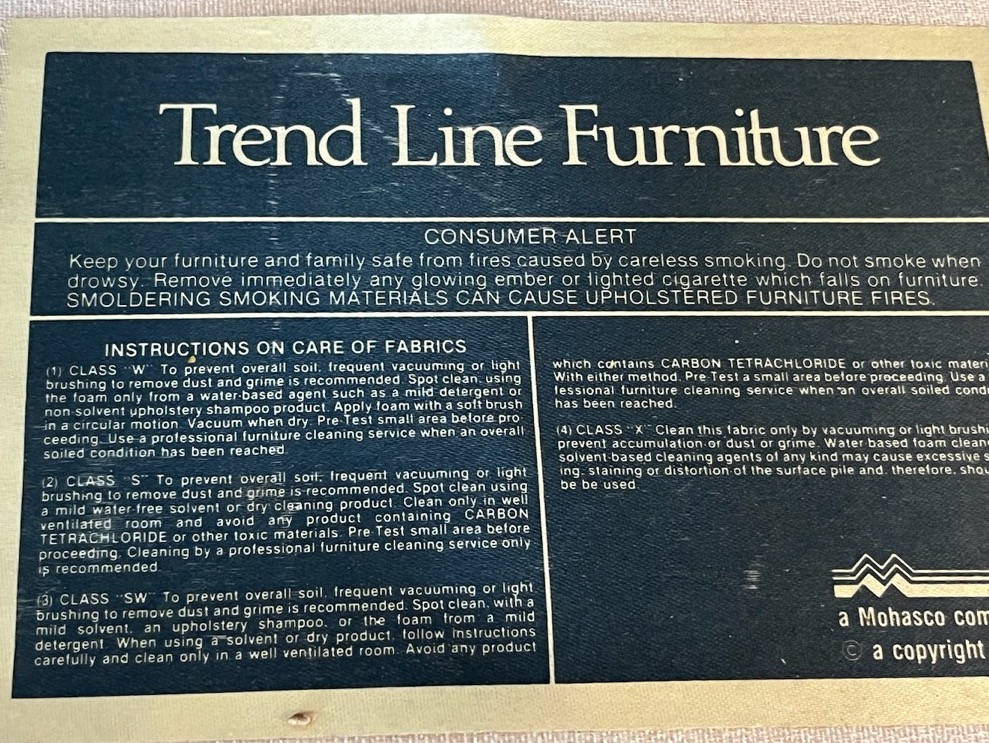 Trend Line Furniture
CONSUMER ALERT
Keep your furniture and family safe from fires caused by careless smoking. Do not smoke when
drowsy. Remove immediately any glowing ember or lighted cigarette which falls on furniture.
SMOLDERING SMOKING MATERIALS CAN CAUSE UPHOLSTERED FURNITURE FIRES.
INSTRUCTIONS ON CARE OF FABRICS
(1) CLASS "W" To prevent overall soil, frequent vacuuming or light
brushing to remove dust and grime is recommended. Spot clean, using
the foam only from a water-based agent such as a mild detergent or
non-solvent upholstery shampoo product. Apply foam with a soft brush
in a circular motion. Vacuum when dry. Pre-Test small area before pro-
ceeding. Use a professional furniture cleaning service when an overall
soiled condition has been reached.
(2) CLASS "S" To prevent overall soil, frequent vacuuming or light
brushing to remove dust and grime is recommended. Spot clean using
a mild water-free solvent or dry cleaning product. Clean only in well
ventilated room and avoid any product containing CARBON
TETRACHLORIDE or other toxic materials. Pre-Test small area before
proceeding. Cleaning by a professional furniture cleaning service only
is recommended.
(3) CLASS "SW" To prevent overall soil, frequent vacuuming or light
brushing to remove dust and grime is recommended. Spot clean, with a
mild solvent, an upholstery shampoo, or the foam from a mild
detergent. When using a solvent or dry product, follow instructions
carefully and clean only in a well ventilated room. Avoid any product
which contains CARBON TETRACHLORIDE or other toxic materi
With either method, Pre-Test a small area before proceeding. Use a
fessional furniture cleaning service when an overall soiled condi
has been reached.
(4) CLASS "X" Clean this fabric only by vacuuming or light brushi
prevent accumulation or dust or grime. Water-based foam clean
solvent-based cleaning agents of any kind may cause excessive s
ing, staining or distortion of the surface pile and, therefore, shou
be be used.
a Mohasco com
© a copyright